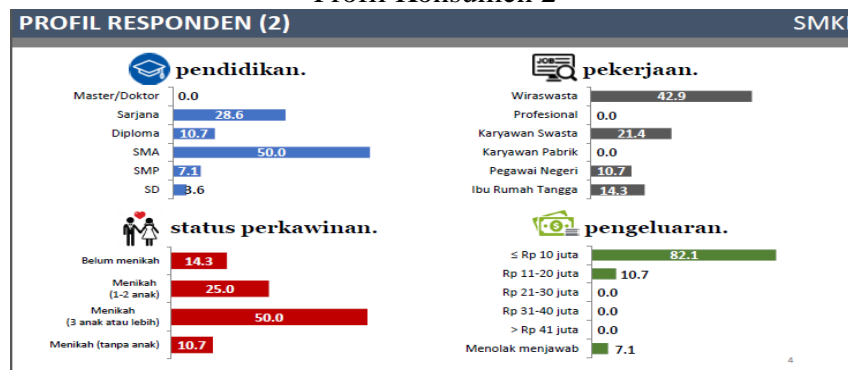 Profil Konsumen 2
PROFIL RESPONDEN (2)
pendidikan.
Master/Doktor 0.0
Sarjana 28.6
Diploma 10.7
SMA 50.0
SMP 7.1
SD 3.6
pekerjaan.
Wiraswasta 42.9
Profesional 0.0
Karyawan Swasta 21.4
Karyawan Pabrik 0.0
Pegawai Negeri 10.7
Ibu Rumah Tangga 14.3
status perkawinan.
Belum menikah 14.3
Menikah
(1-2 anak) 25.0
Menikah
(3 anak atau lebih) 50.0
Menikah (tanpa anak) 10.7
pengeluaran.
≤ Rp 10 juta 82.1
Rp 11-20 juta 10.7
Rp 21-30 juta 0.0
Rp 31-40 juta 0.0
> Rp 41 juta 0.0
Menolak menjawab 7.1
4